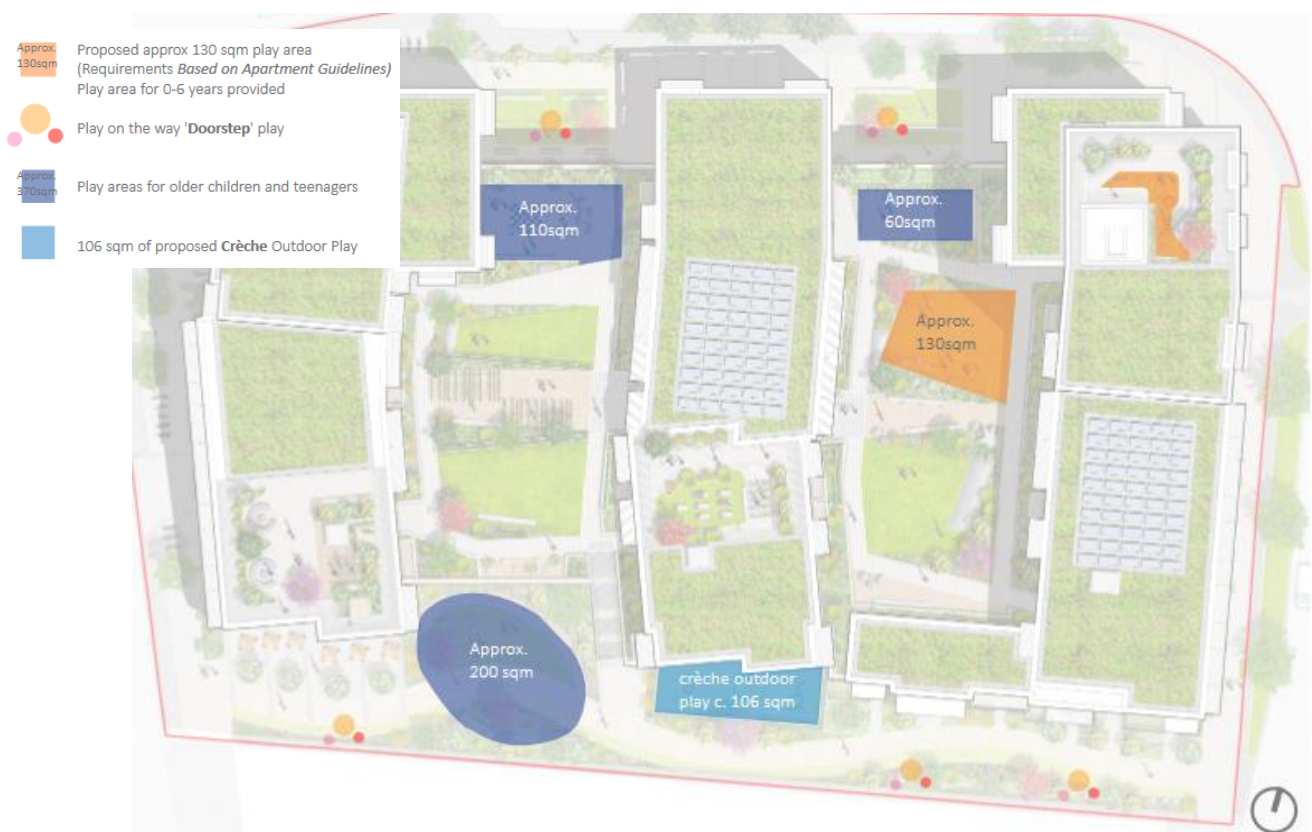 Approx.
130sqm
Proposed approx 130 sqm play area
(Requirements Based on Apartment Guidelines)
Play area for 0-6 years provided
Play on the way 'Doorstep' play
Approx.
370sqm
Play areas for older children and teenagers
106 sqm of proposed Crèche Outdoor Play
Approx.
110sqm
Approx.
60sqm
Approx.
130sqm
Approx.
200 sqm
crèche outdoor
play c. 106 sqm